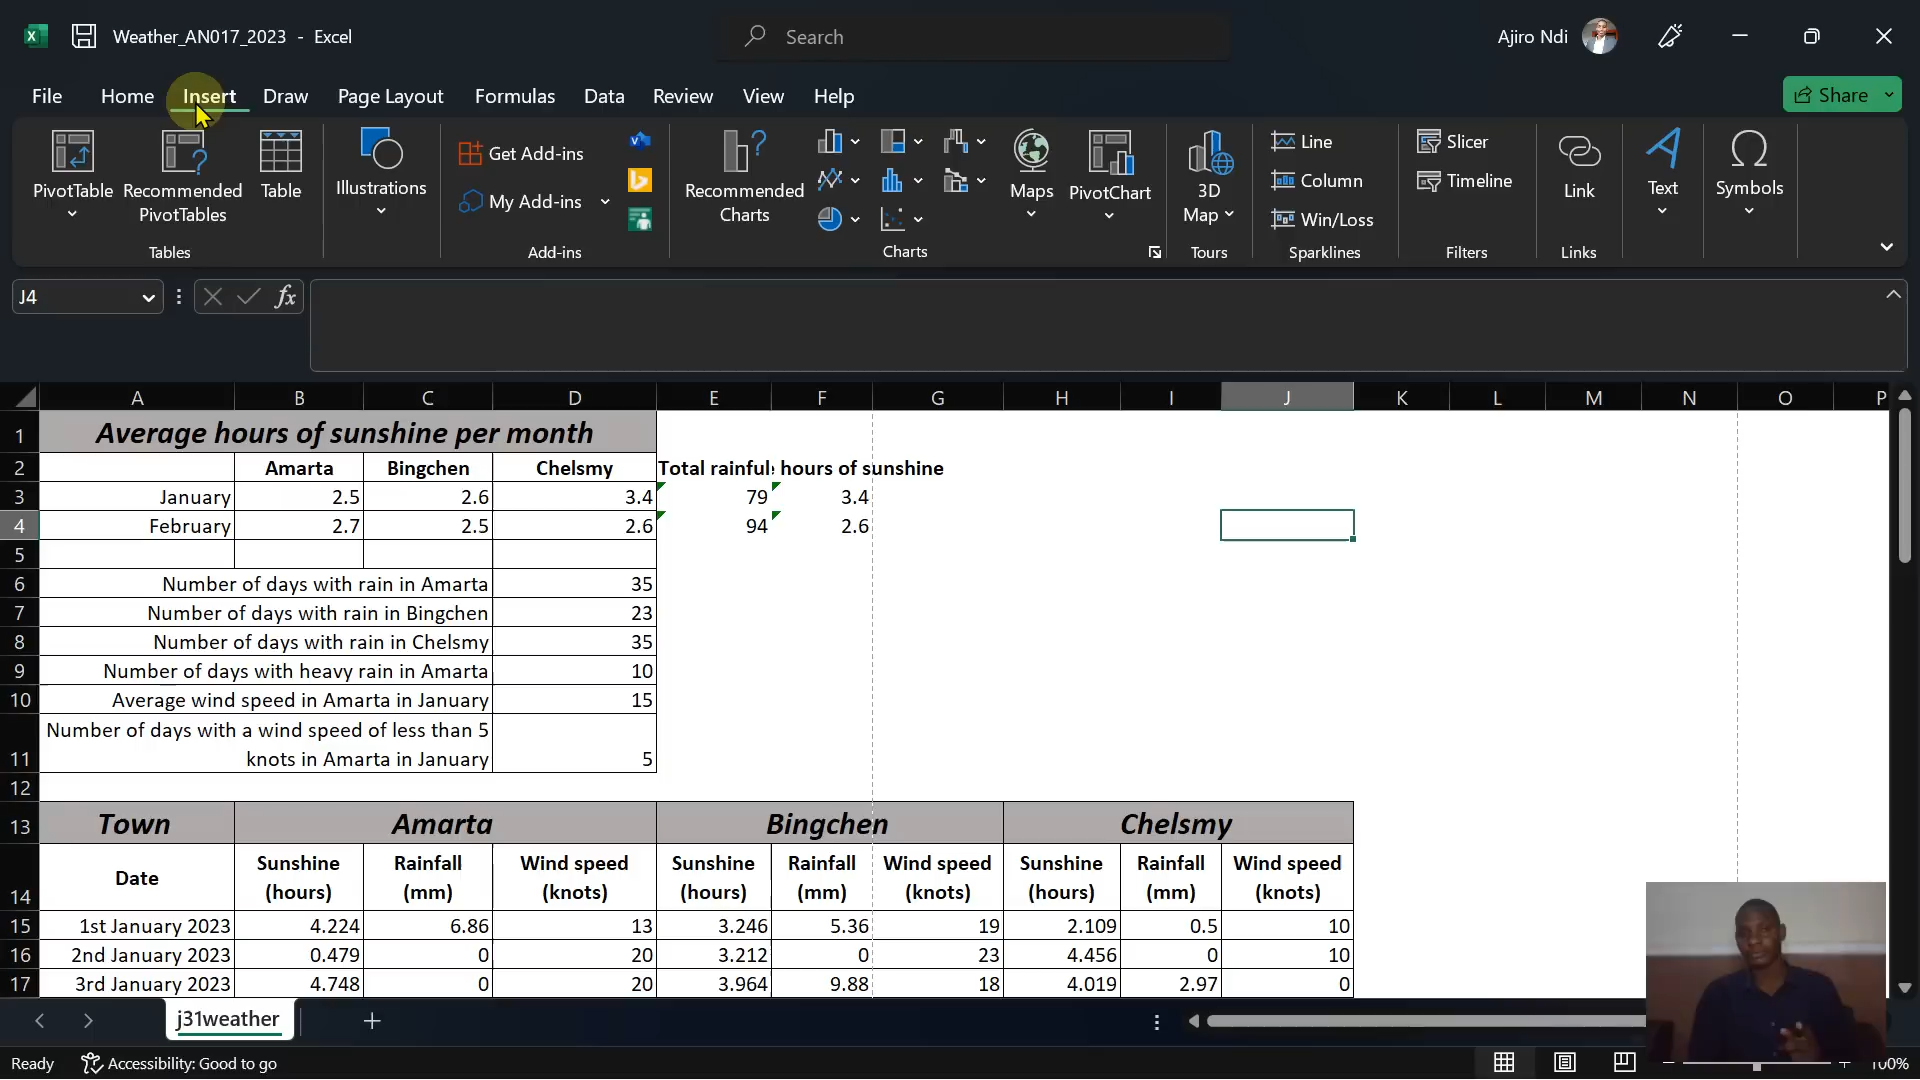 Weather_AN017_2023 - Excel
Search
Ajiro Ndi
File Home Insert Draw Page Layout Formulas Data Review View Help
Share
PivotTable
Recommended PivotTables
Table
Tables
Illustrations
Get Add-ins
My Add-ins
Add-ins
Recommended Charts
Maps
PivotChart
Charts
3D Map
Tours
Line
Column
Win/Loss
Sparklines
Slicer
Timeline
Filters
Link
Links
Text
Symbols
J4
fx
A B C D E F G H I J K L M N O P
1 Average hours of sunshine per month
2 Amarta Bingchen Chelsmy Total rainful hours of sunshine
3 January 2.5 2.6 3.4 79 3.4
4 February 2.7 2.5 2.6 94 2.6
5
6 Number of days with rain in Amarta 35
7 Number of days with rain in Bingchen 23
8 Number of days with rain in Chelsmy 35
9 Number of days with heavy rain in Amarta 10
10 Average wind speed in Amarta in January 15
Number of days with a wind speed of less than 5
11 knots in Amarta in January 5
12
13 Town Amarta Bingchen Chelsmy
Sunshine Rainfall Wind speed Sunshine Rainfall Wind speed Sunshine Rainfall Wind speed
Date
14 (hours) (mm) (knots) (hours) (mm) (knots) (hours) (mm) (knots)
15 1st January 2023 4.224 6.86 13 3.246 5.36 19 2.109 0.5 10
16 2nd January 2023 0.479 0 20 3.212 0 23 4.456 0 10
17 3rd January 2023 4.748 0 20 3.964 9.88 18 4.019 2.97 0
j31weather
Ready Accessibility: Good to go
100%